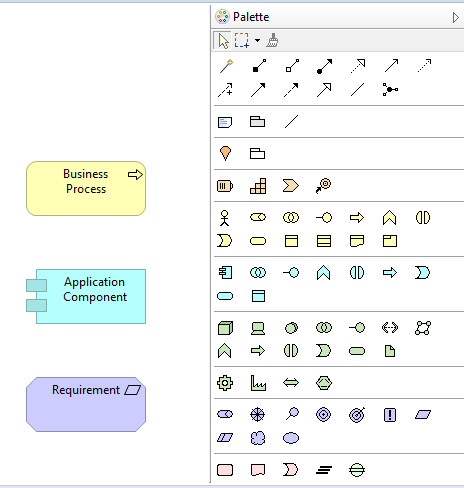 Palette
Business
Process
Application
Component
Requirement